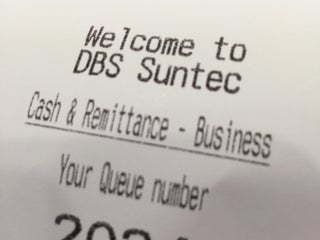 Welcome to
DBS Suntec
Cash & Remittance - Business
Your Queue number